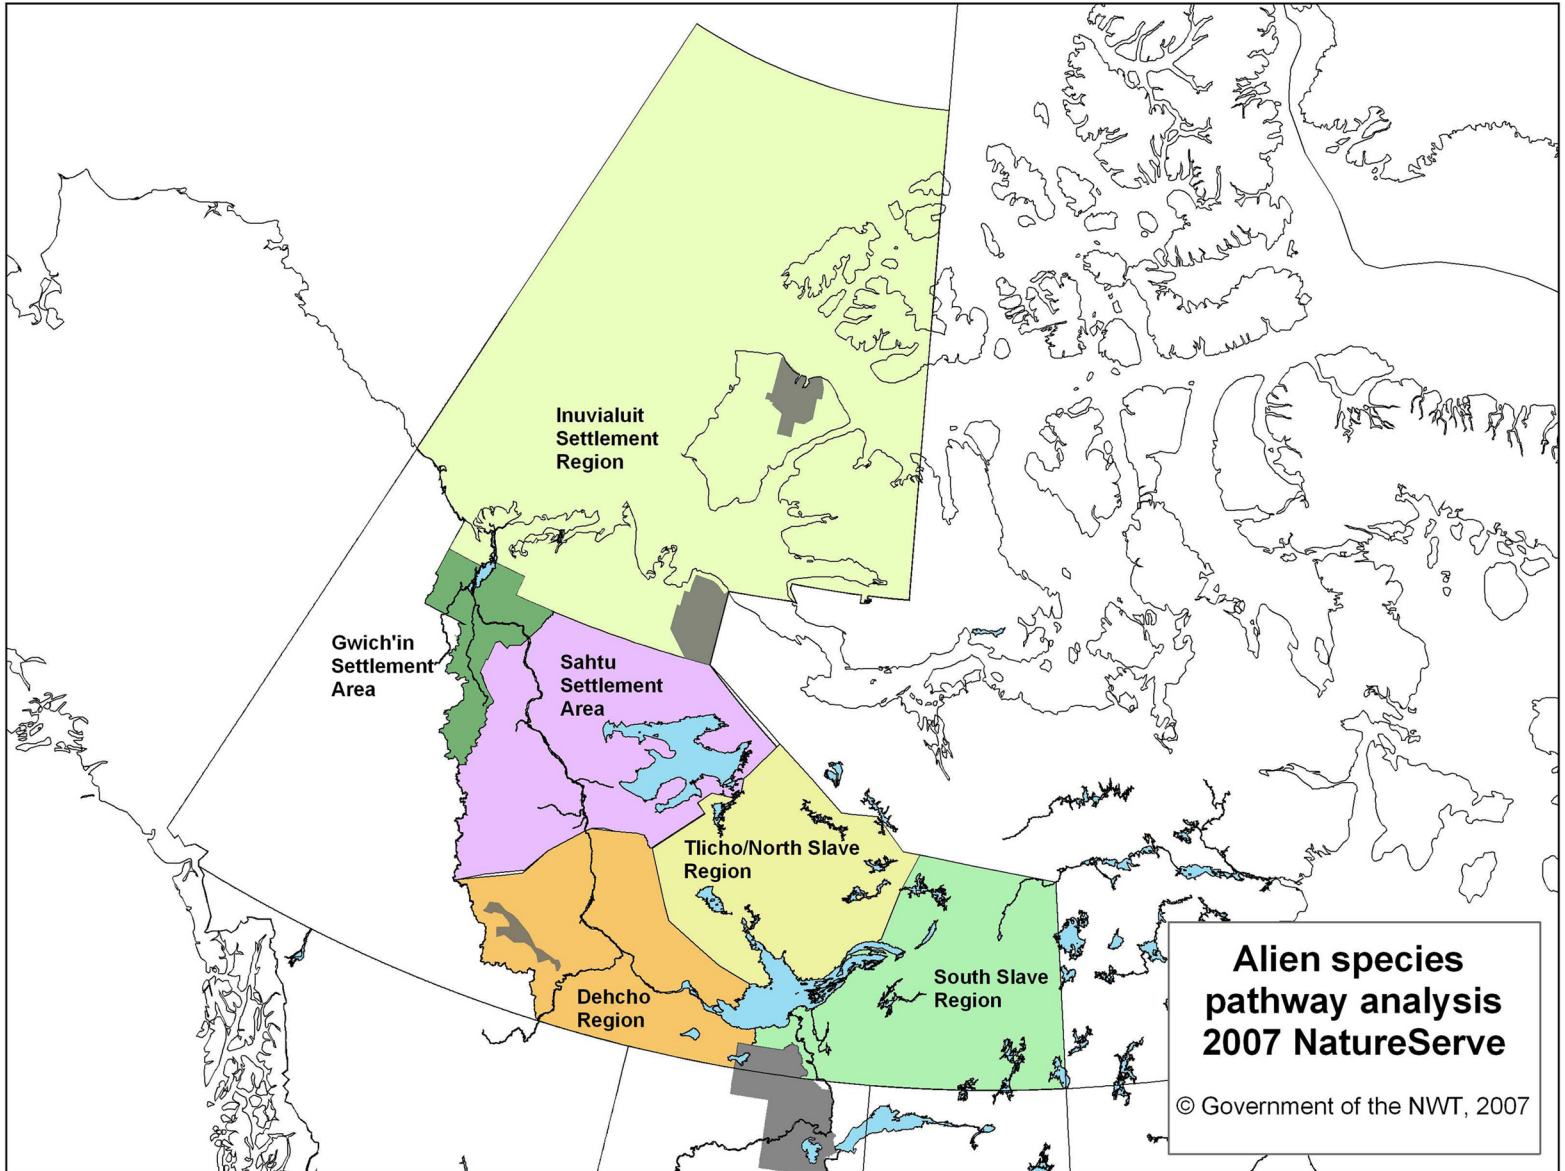 Inuvialuit
Settlement
Region
Gwich'in
Settlement
Area
Sahtu
Settlement
Area
Tlicho/North Slave
Region
South Slave
Region
Dehcho
Region
Alien species
pathway analysis
2007 NatureServe
© Government of the NWT, 2007